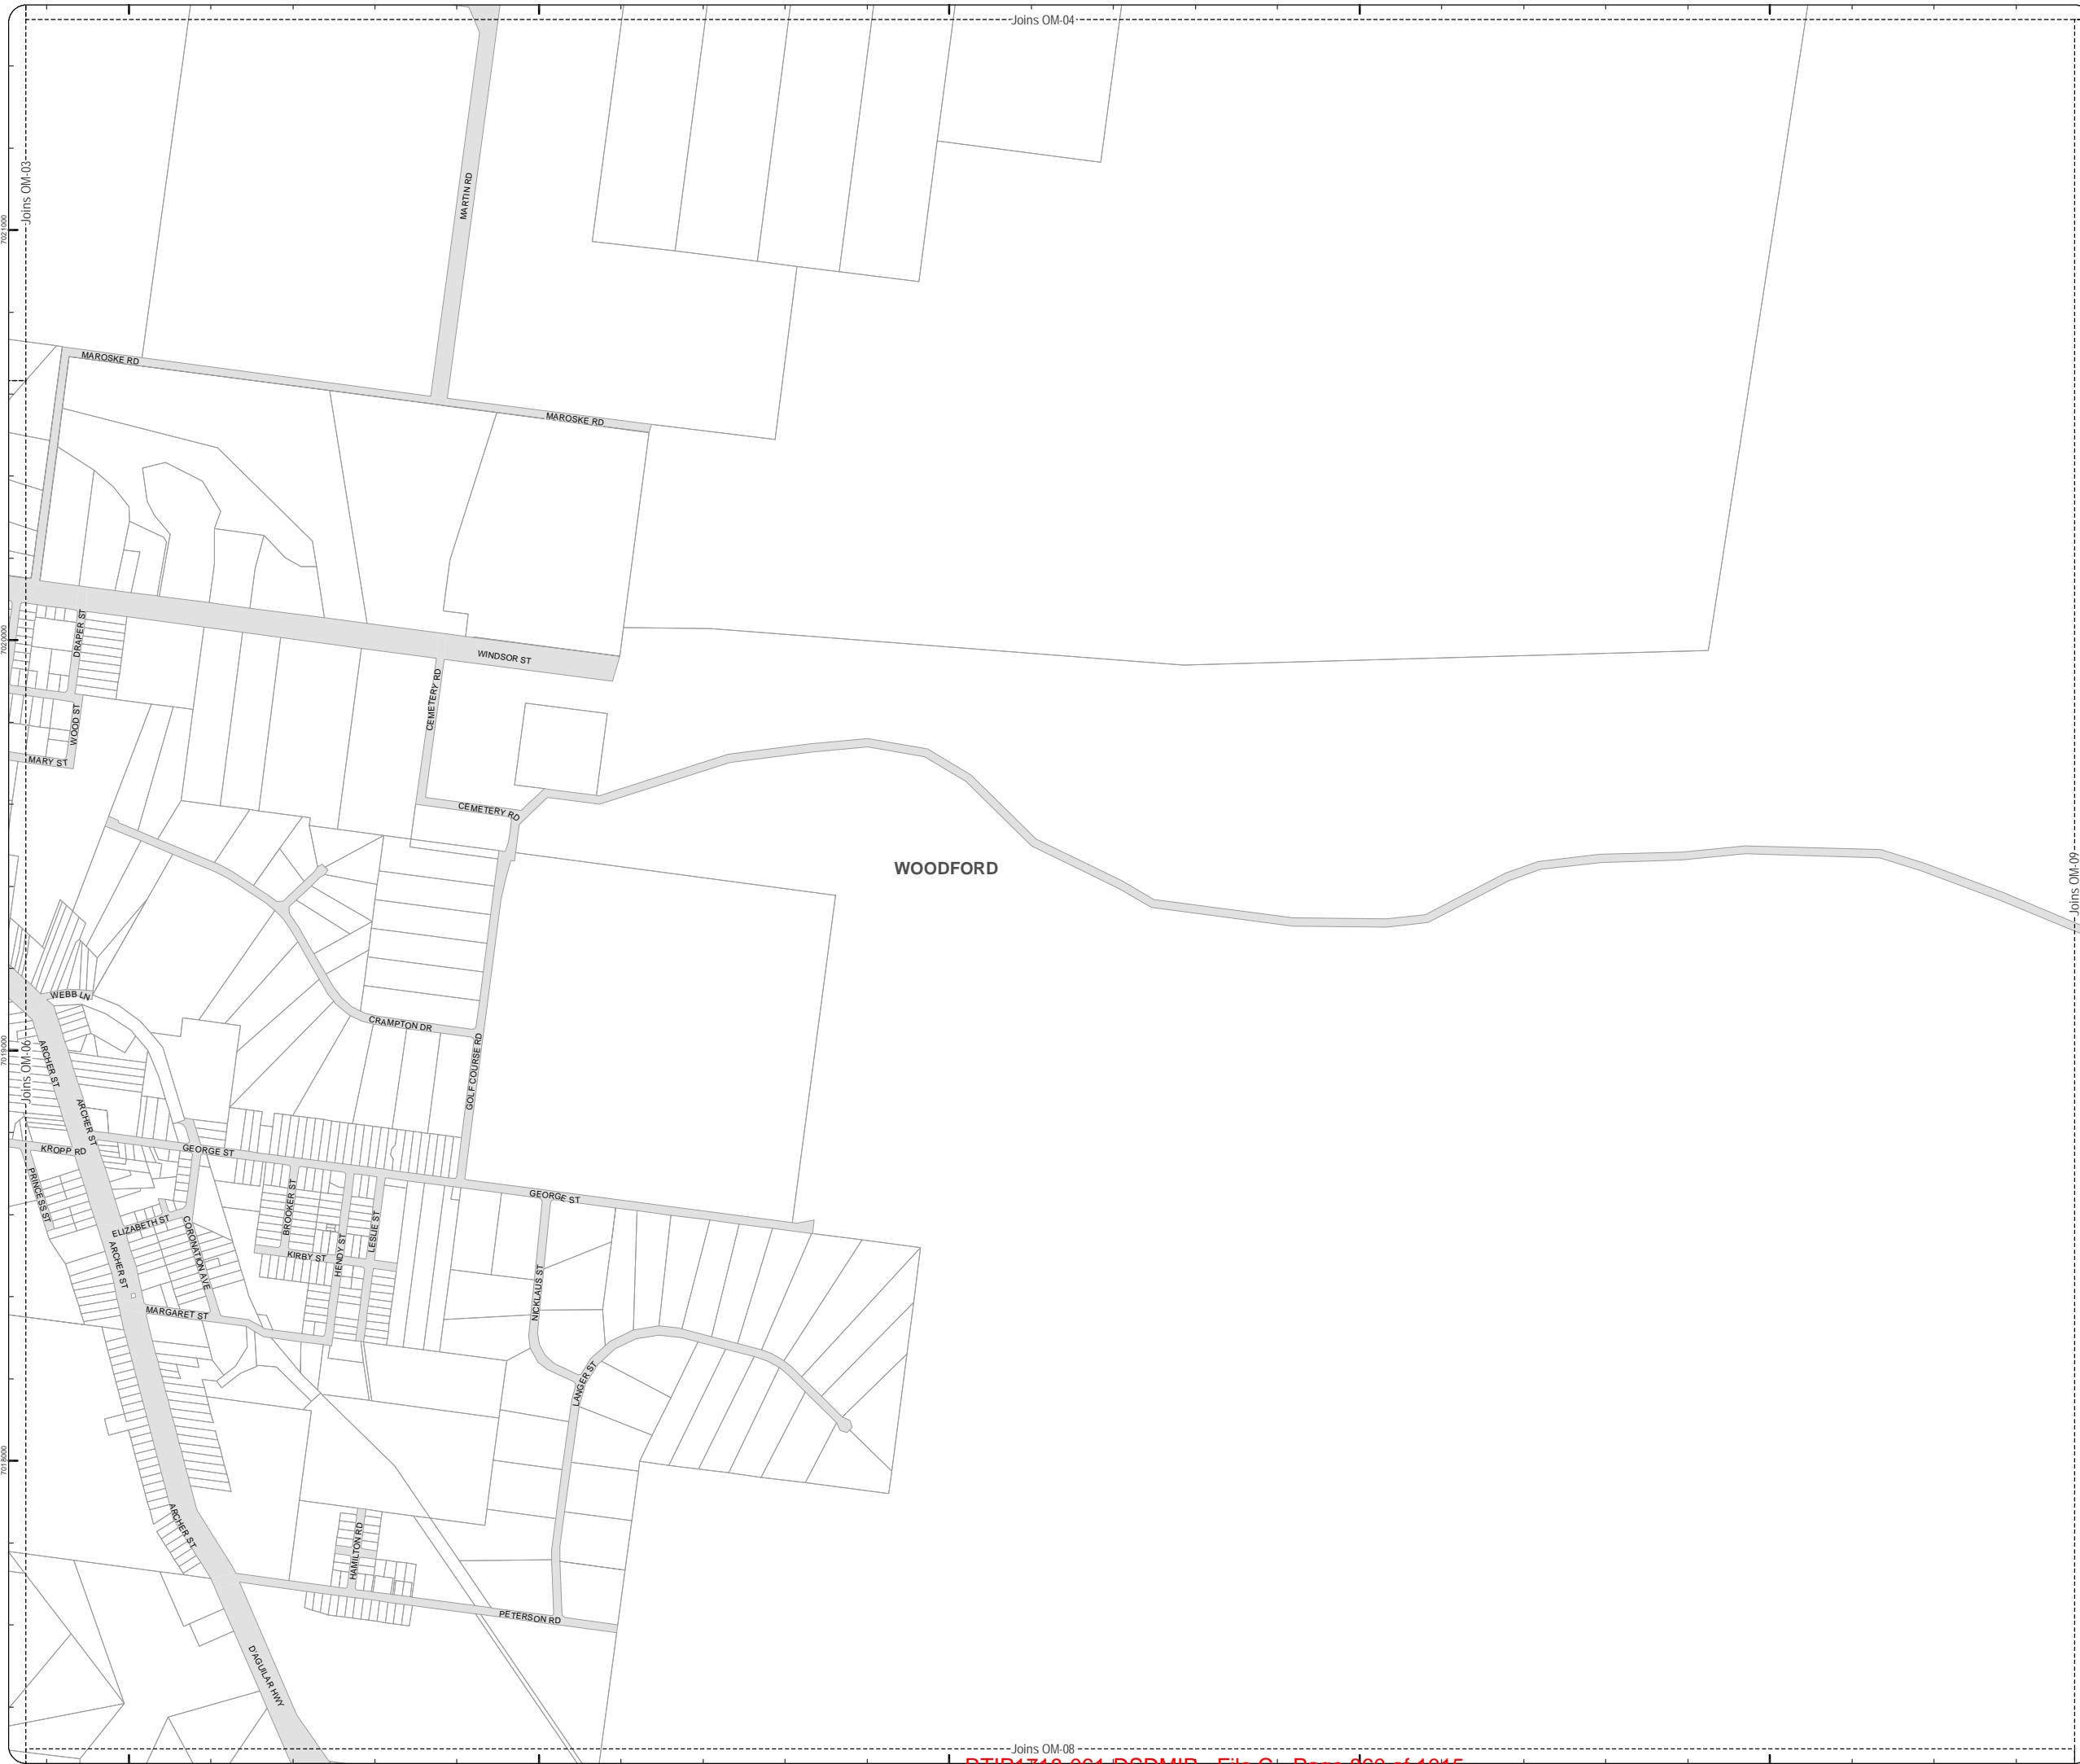 Joins OM-04
Joins OM-03
MARTIN RD
7021000
MAROSKE RD
MAROSKE RD
7020000
DRAPER ST
WINDSOR ST
CEMETERY RD
WOOD ST
MARY ST
CEMETERY RD
WOODFORD
Joins OM-09
WEBB LN
CRAMPTON DR
7019000
Joins OM-06
ARCHER ST
GOLF COURSE RD
ARCHER ST
KROPP RD
GEORGE ST
PRINCESS ST
BROOKER ST
GEORGE ST
ELIZABETH ST
LESLIE ST
CORONATION AVE
HENDY ST
KIRBY ST
ARCHER ST
NICKLAUS ST
MARGARET ST
LANGER ST
7018000
ARCHER ST
HAMILTON RD
PETERSON RD
D'AGUILAR HWY
Joins OM-08